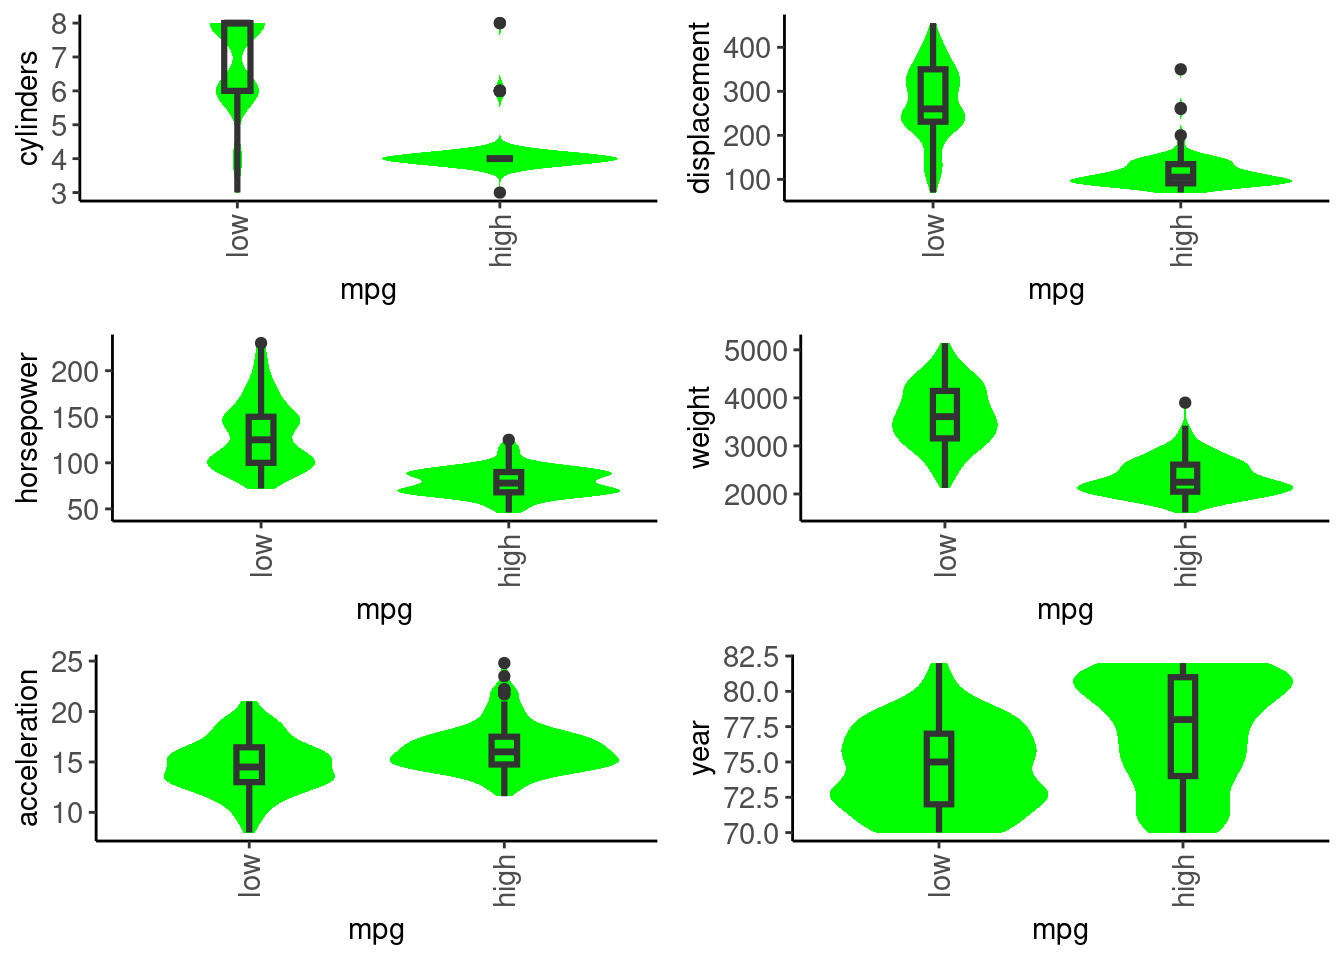 cylinders
8
7
6
5
4
3
low
high
mpg
displacement
400
300
200
100
low
high
mpg
horsepower
200
150
100
50
low
high
mpg
weight
5000
4000
3000
2000
low
high
mpg
acceleration
25
20
15
10
low
high
mpg
year
82.5
80.0
77.5
75.0
72.5
70.0
low
high
mpg